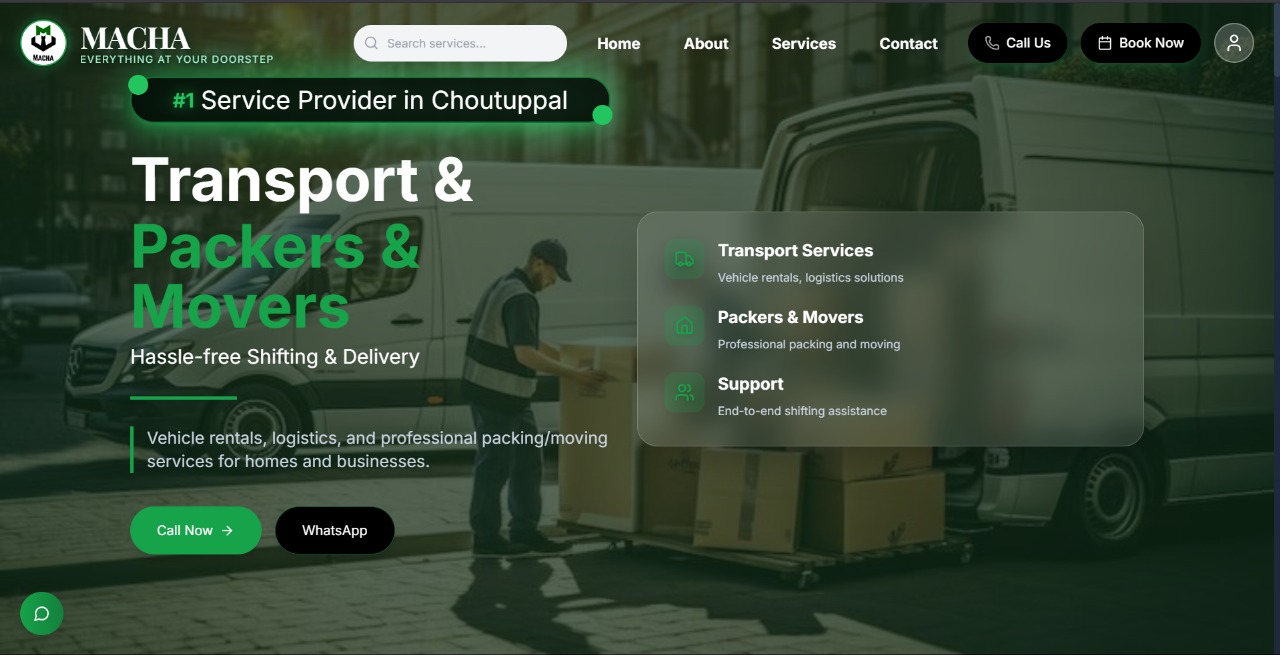 MACHA
MACHA
EVERYTHING AT YOUR DOORSTEP
Search services...
Home
About
Services
Contact
Call Us
Book Now
#1 Service Provider in Choutuppal
Transport &
Packers &
Movers
Hassle-free Shifting & Delivery
Vehicle rentals, logistics, and professional packing/moving
services for homes and businesses.
Call Now →
WhatsApp
Transport Services
Vehicle rentals, logistics solutions
Packers & Movers
Professional packing and moving
Support
End-to-end shifting assistance